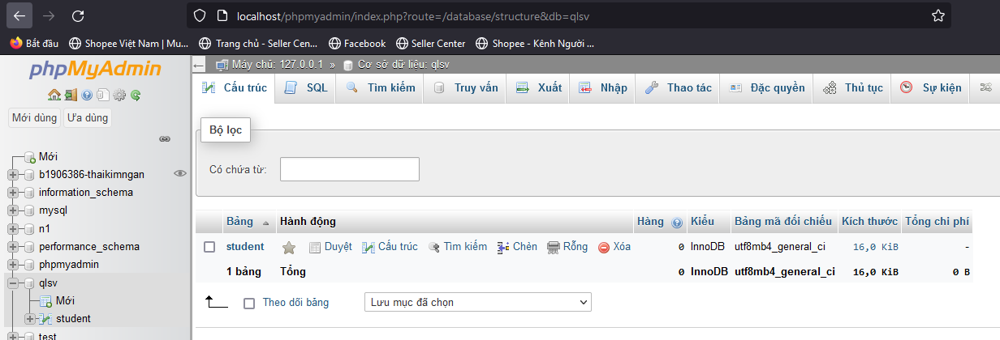 localhost/phpmyadmin/index.php?route=/database/structure&db=qlsv
Bắt đầu Shopee Việt Nam | Mu... Trang chủ - Seller Cen... Facebook Seller Center Shopee - Kênh Người ...
phpMyAdmin
Mới dùng Ưa dùng
Mới
b1906386-thaikimngan
information_schema
mysql
n1
performance_schema
phpmyadmin
qlsv
Mới
student
test
Máy chủ: 127.0.0.1 » Cơ sở dữ liệu: qlsv
Cấu trúc SQL Tìm kiếm Truy vấn Xuất Nhập Thao tác Đặc quyền Thủ tục Sự kiện
Bộ lọc
Có chứa từ:
Bảng Hành động Hàng Kiểu Bảng mã đối chiếu Kích thước Tổng chi phí
student Duyệt Cấu trúc Tìm kiếm Chèn Rỗng Xóa 0 InnoDB utf8mb4_general_ci 16,0 KiB -
1 bảng Tổng 0 InnoDB utf8mb4_general_ci 16,0 KiB 0 B
Theo dõi bảng Lưu mục đã chọn